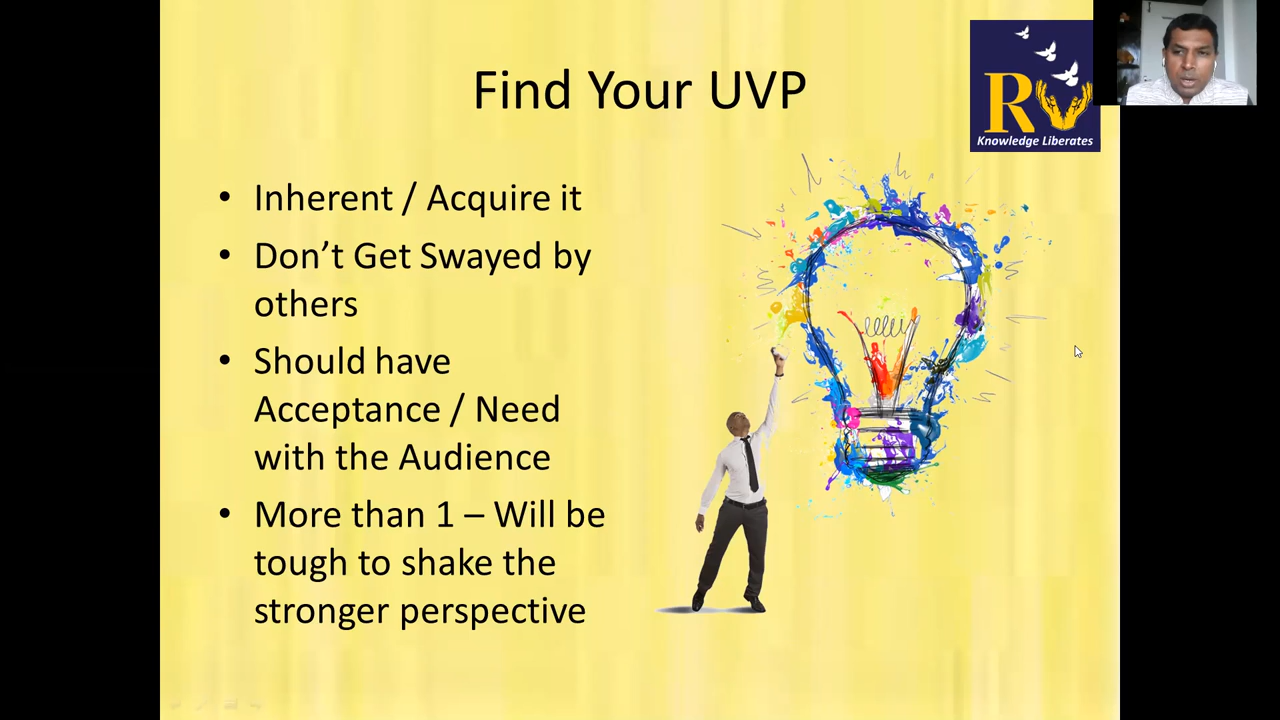 Find Your UVP
R
Knowledge Liberates
• Inherent / Acquire it
• Don’t Get Swayed by
others
• Should have
Acceptance / Need
with the Audience
• More than 1 – Will be
tough to shake the
stronger perspective